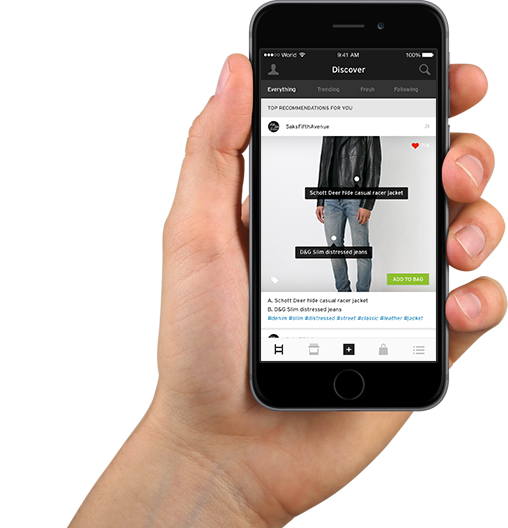 World 9:41 AM 100%
Discover
Everything Trending Fresh Following
TOP RECOMMENDATIONS FOR YOU
SaksFifthAvenue
Schott Deer hide casual racer jacket
D&G Slim distressed jeans
ADD TO BAG
A. Schott Deer hide casual racer jacket
B. D&G Slim distressed jeans
#denim #slim #distressed #street #classic #leather #jacket